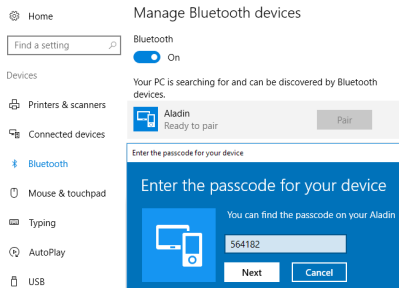 Home
Find a setting
Devices
Printers & scanners
Connected devices
Bluetooth
Mouse & touchpad
Typing
AutoPlay
USB
Manage Bluetooth devices
Bluetooth
On
Your PC is searching for and can be discovered by Bluetooth
devices.
Aladin
Ready to pair
Pair
Enter the passcode for your device
Enter the passcode for your device
You can find the passcode on your Aladin
564182
Next
Cancel